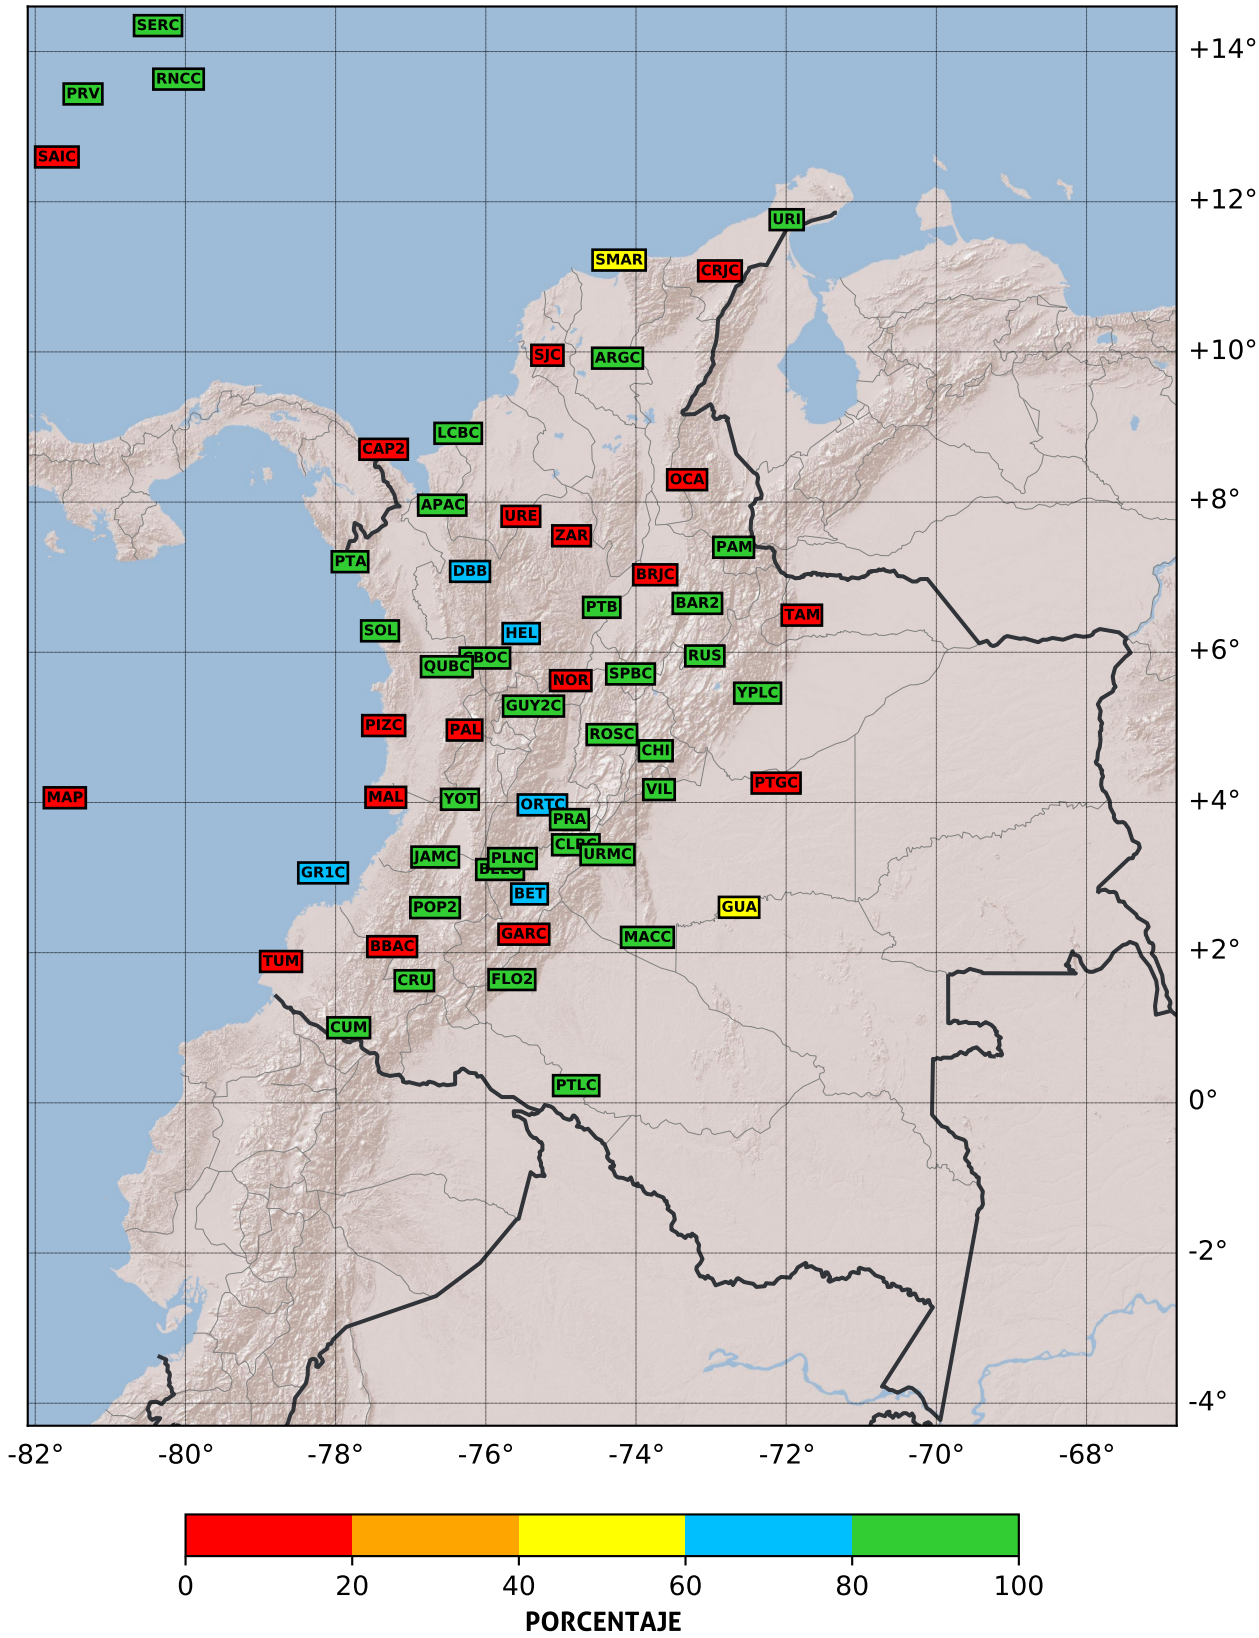 SERC
+14°
RNCC
PRV
SAIC
+12°
URI
SMAR
CRJC
+10°
SJC
ARGC
LCBC
CAP2
OCA
+8°
APAC
URE
ZAR
PAM
PTA
DBB
BRJC
PTB
BAR2
TAM
SOL
HEL
+6°
RUS
QUBC
SPBC
NOR
YPLC
GUY2C
PIZC
PAL
ROSC
CHI
PTGC
VIL
MAP
MAL
YOT
ORTC
+4°
PRA
JAMC
PLNC
URMC
GR1C
BET
POP2
GUA
GARC
MACC
BBAC
+2°
TUM
CRU
FLO2
CUM
PTLC
0°
-2°
-4°
-82° -80° -78° -76° -74° -72° -70° -68°
0 20 40 60 80 100
PORCENTAJE